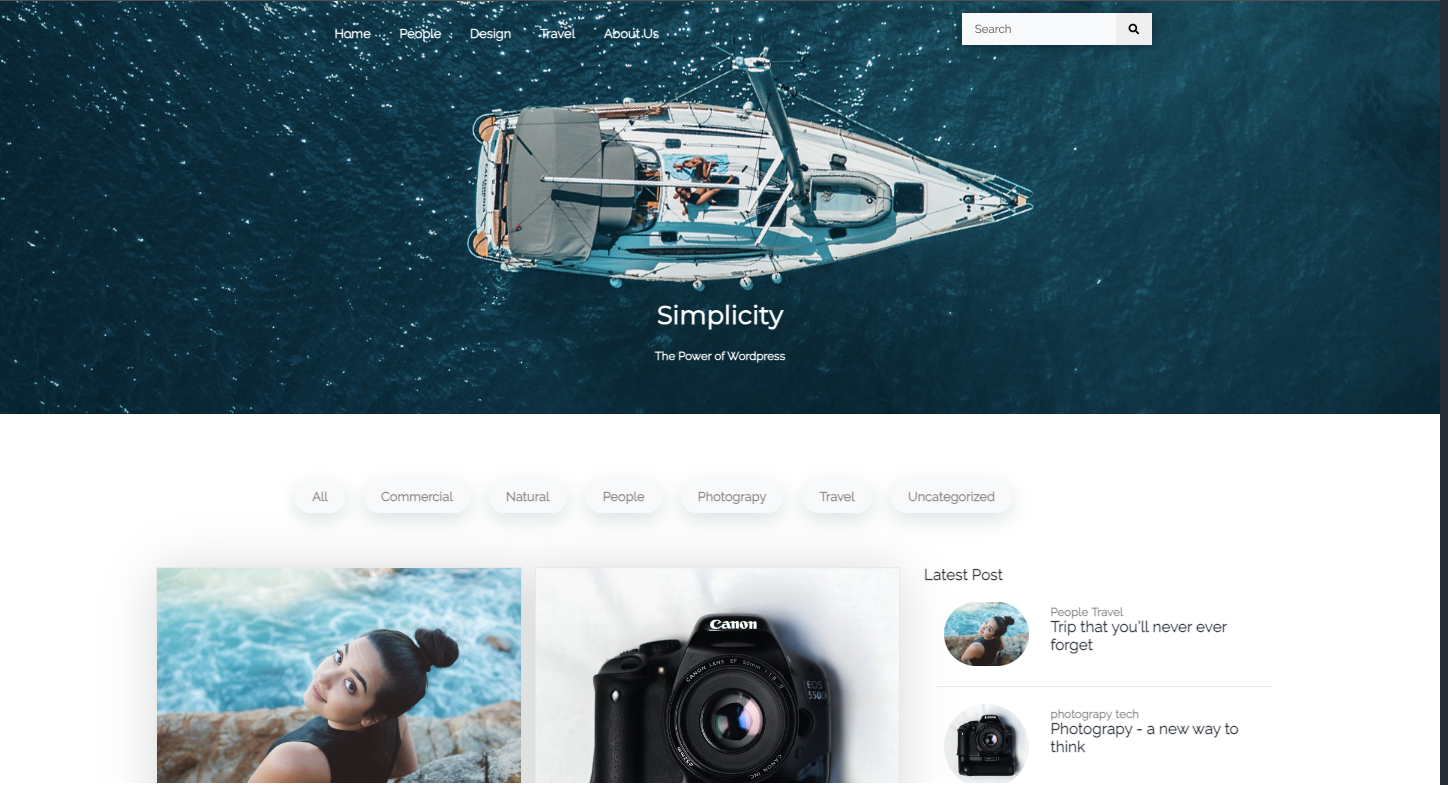 Home People Design Travel About Us Search
Simplicity
The Power of Wordpress
All Commercial Natural People Photograpy Travel Uncategorized
Canon
CANON LENS EF 50mm 1:1.8
EOS
550D
CANON INC.
Latest Post
People Travel
Trip that you'll never ever
forget
photograpy tech
Photograpy - a new way to
think